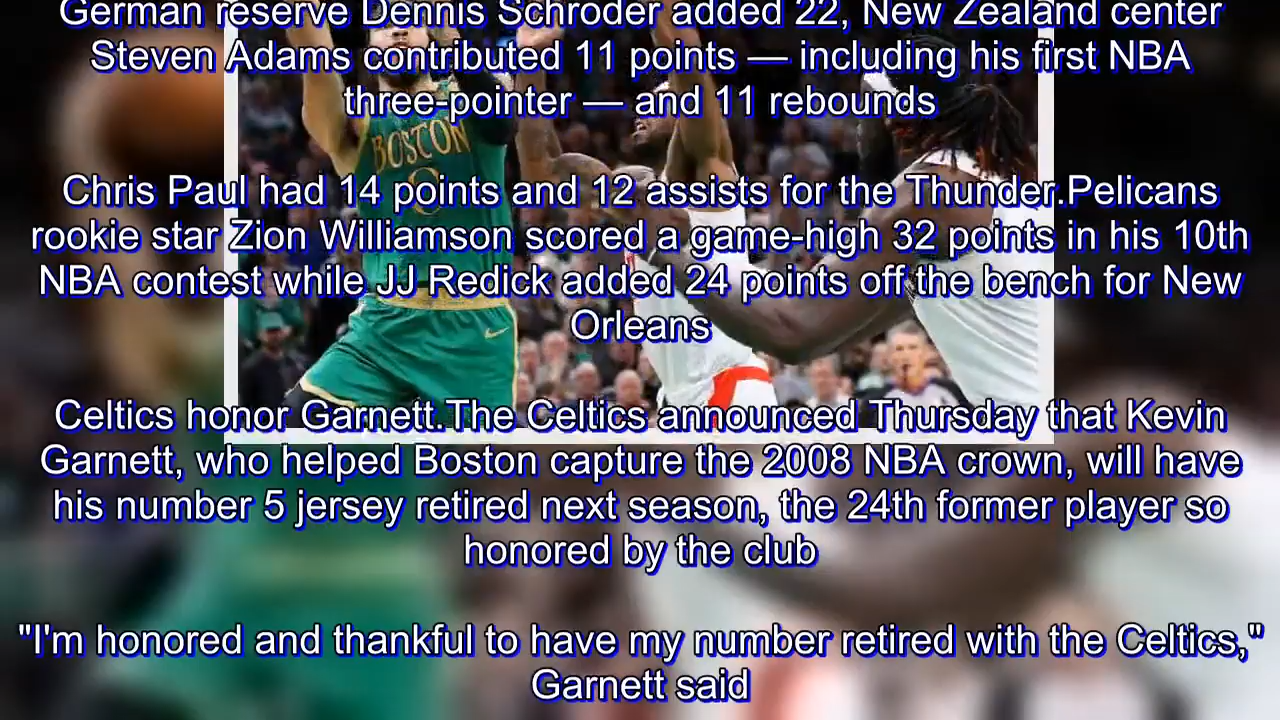 German reserve Dennis Schroder added 22, New Zealand center
Steven Adams contributed 11 points — including his first NBA
three-pointer — and 11 rebounds
Chris Paul had 14 points and 12 assists for the Thunder.Pelicans
rookie star Zion Williamson scored a game-high 32 points in his 10th
NBA contest while JJ Redick added 24 points off the bench for New
Orleans
Celtics honor Garnett.The Celtics announced Thursday that Kevin
Garnett, who helped Boston capture the 2008 NBA crown, will have
his number 5 jersey retired next season, the 24th former player so
honored by the club
"I'm honored and thankful to have my number retired with the Celtics,"
Garnett said
BOSTON